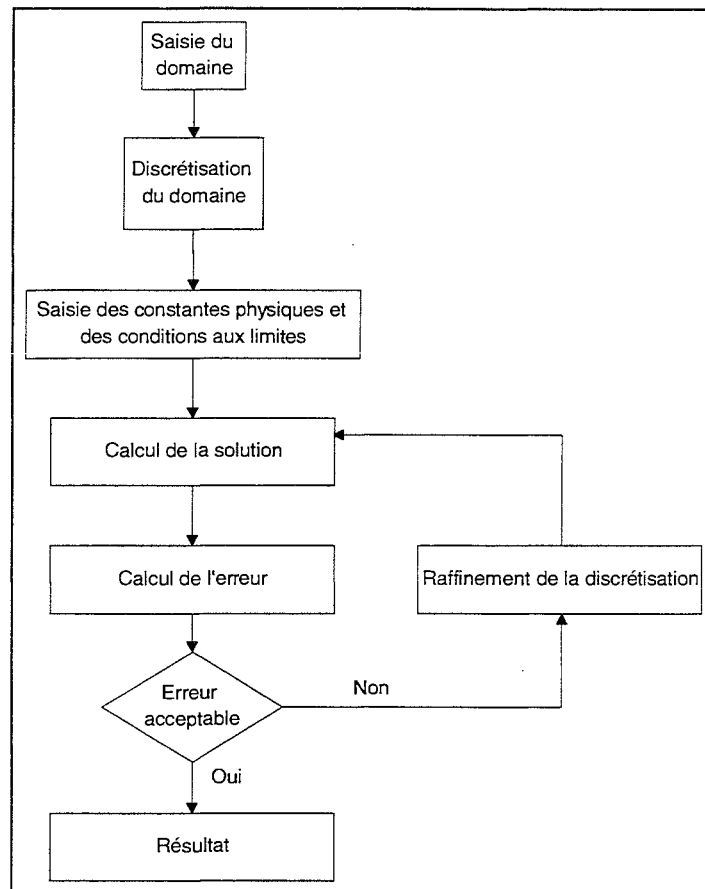 Saisie du
domaine
Discrétisation
du domaine
Saisie des constantes physiques et
des conditions aux limites
Calcul de la solution
Calcul de l'erreur
Raffinement de la discrétisation
Erreur
acceptable
Non
Oui
Résultat